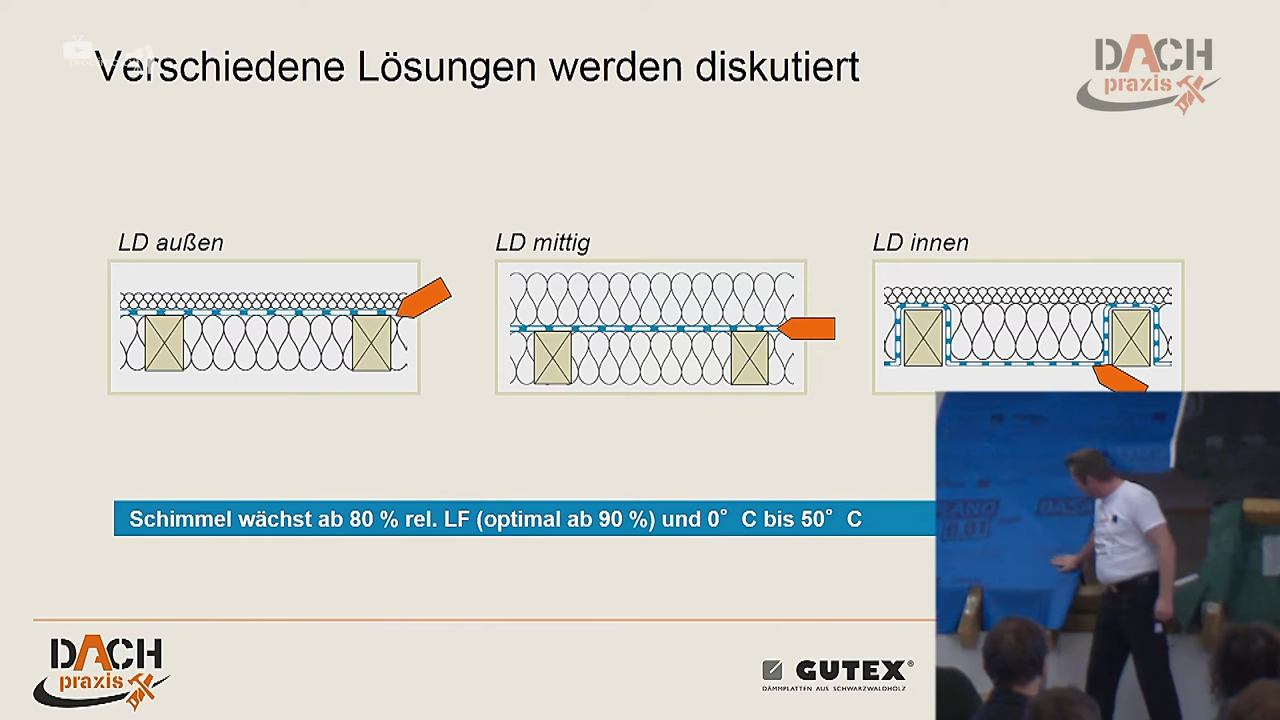 Verschiedene Lösungen werden diskutiert
DACH
praxis
LD außen
LD mittig
LD innen
Schimmel wächst ab 80 % rel. LF (optimal ab 90 %) und 0° C bis 50° C
DACH
praxis
GUTEX®
DÄMMPLATTEN AUS SCHWARZWALDHOLZ